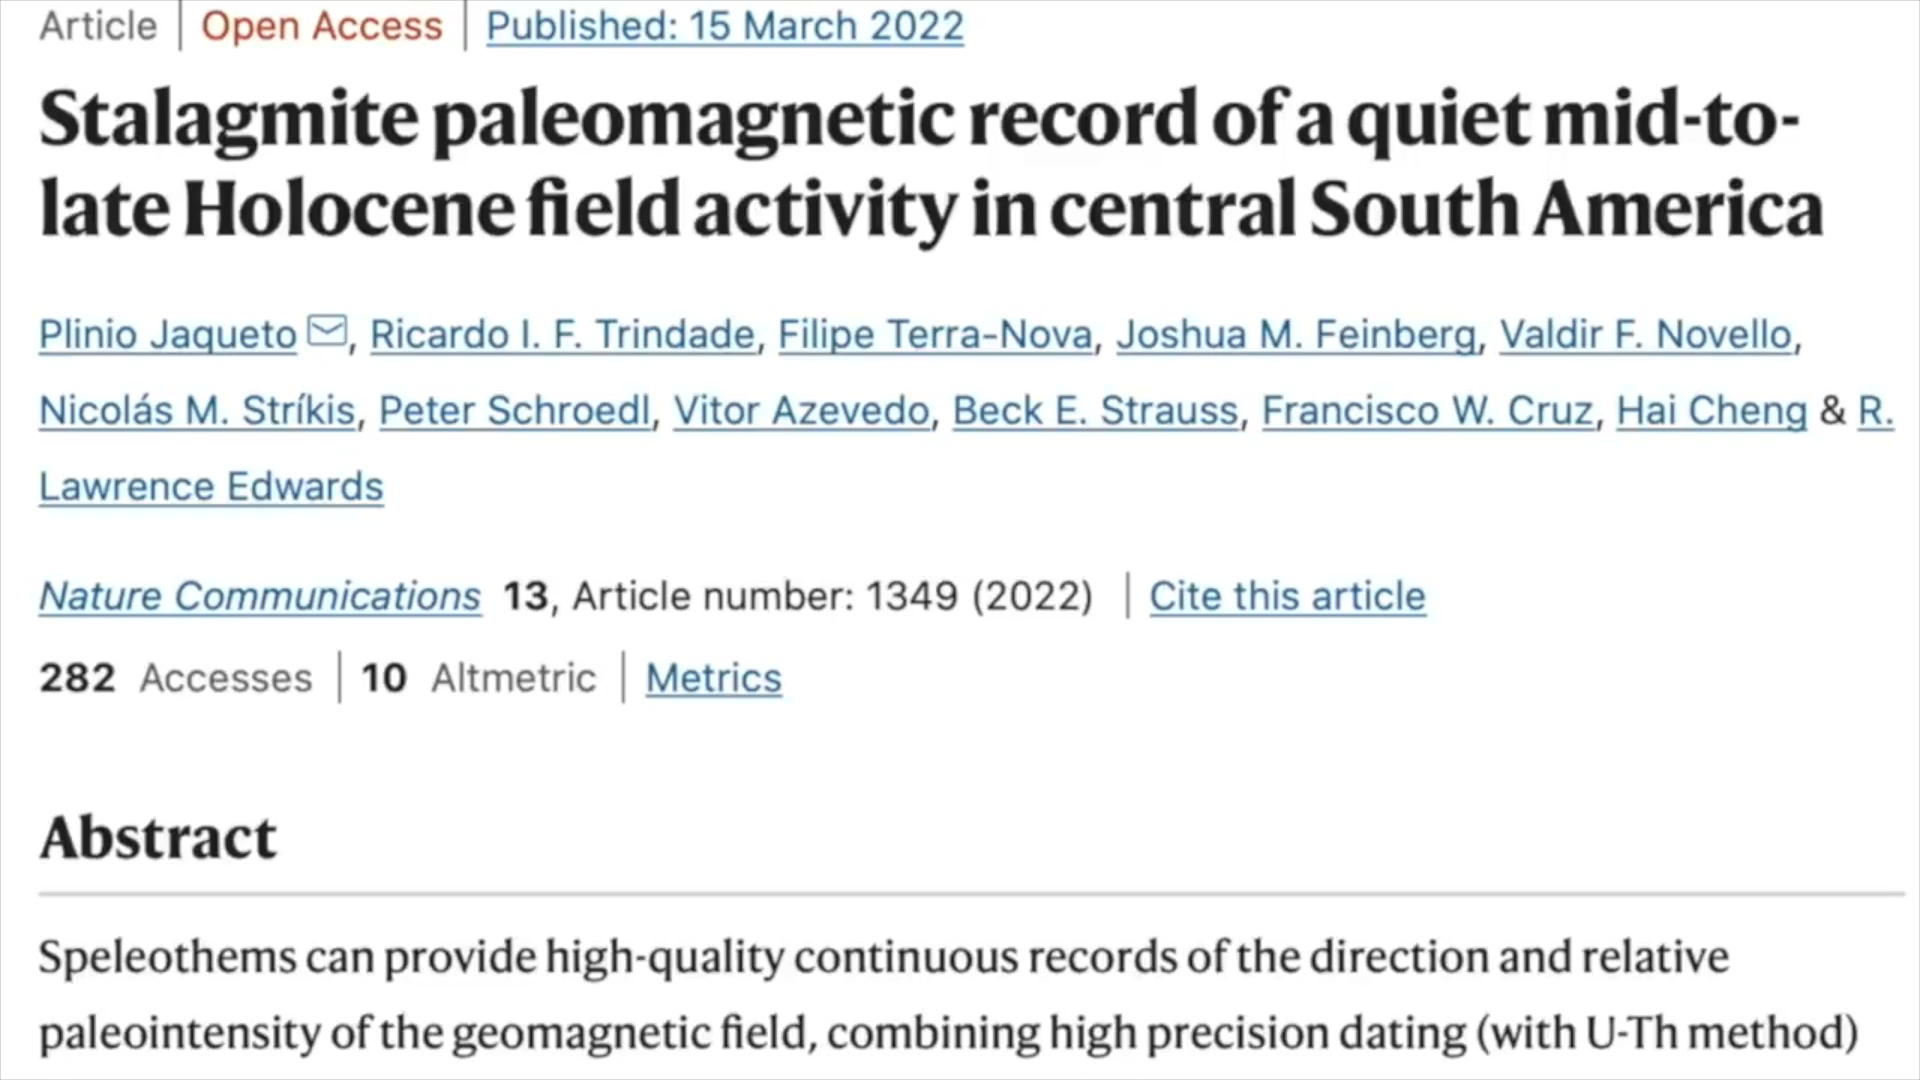 Article | Open Access | Published: 15 March 2022
Stalagmite paleomagnetic record of a quiet mid-to-
late Holocene field activity in central South America
Plinio Jaqueto, Ricardo I. F. Trindade, Filipe Terra-Nova, Joshua M. Feinberg, Valdir F. Novello,
Nicolás M. Stríkis, Peter Schroedl, Vitor Azevedo, Beck E. Strauss, Francisco W. Cruz, Hai Cheng & R.
Lawrence Edwards
Nature Communications 13, Article number: 1349 (2022) | Cite this article
282 Accesses | 10 Altmetric | Metrics
Abstract
Speleothems can provide high-quality continuous records of the direction and relative
paleointensity of the geomagnetic field, combining high precision dating (with U-Th method)